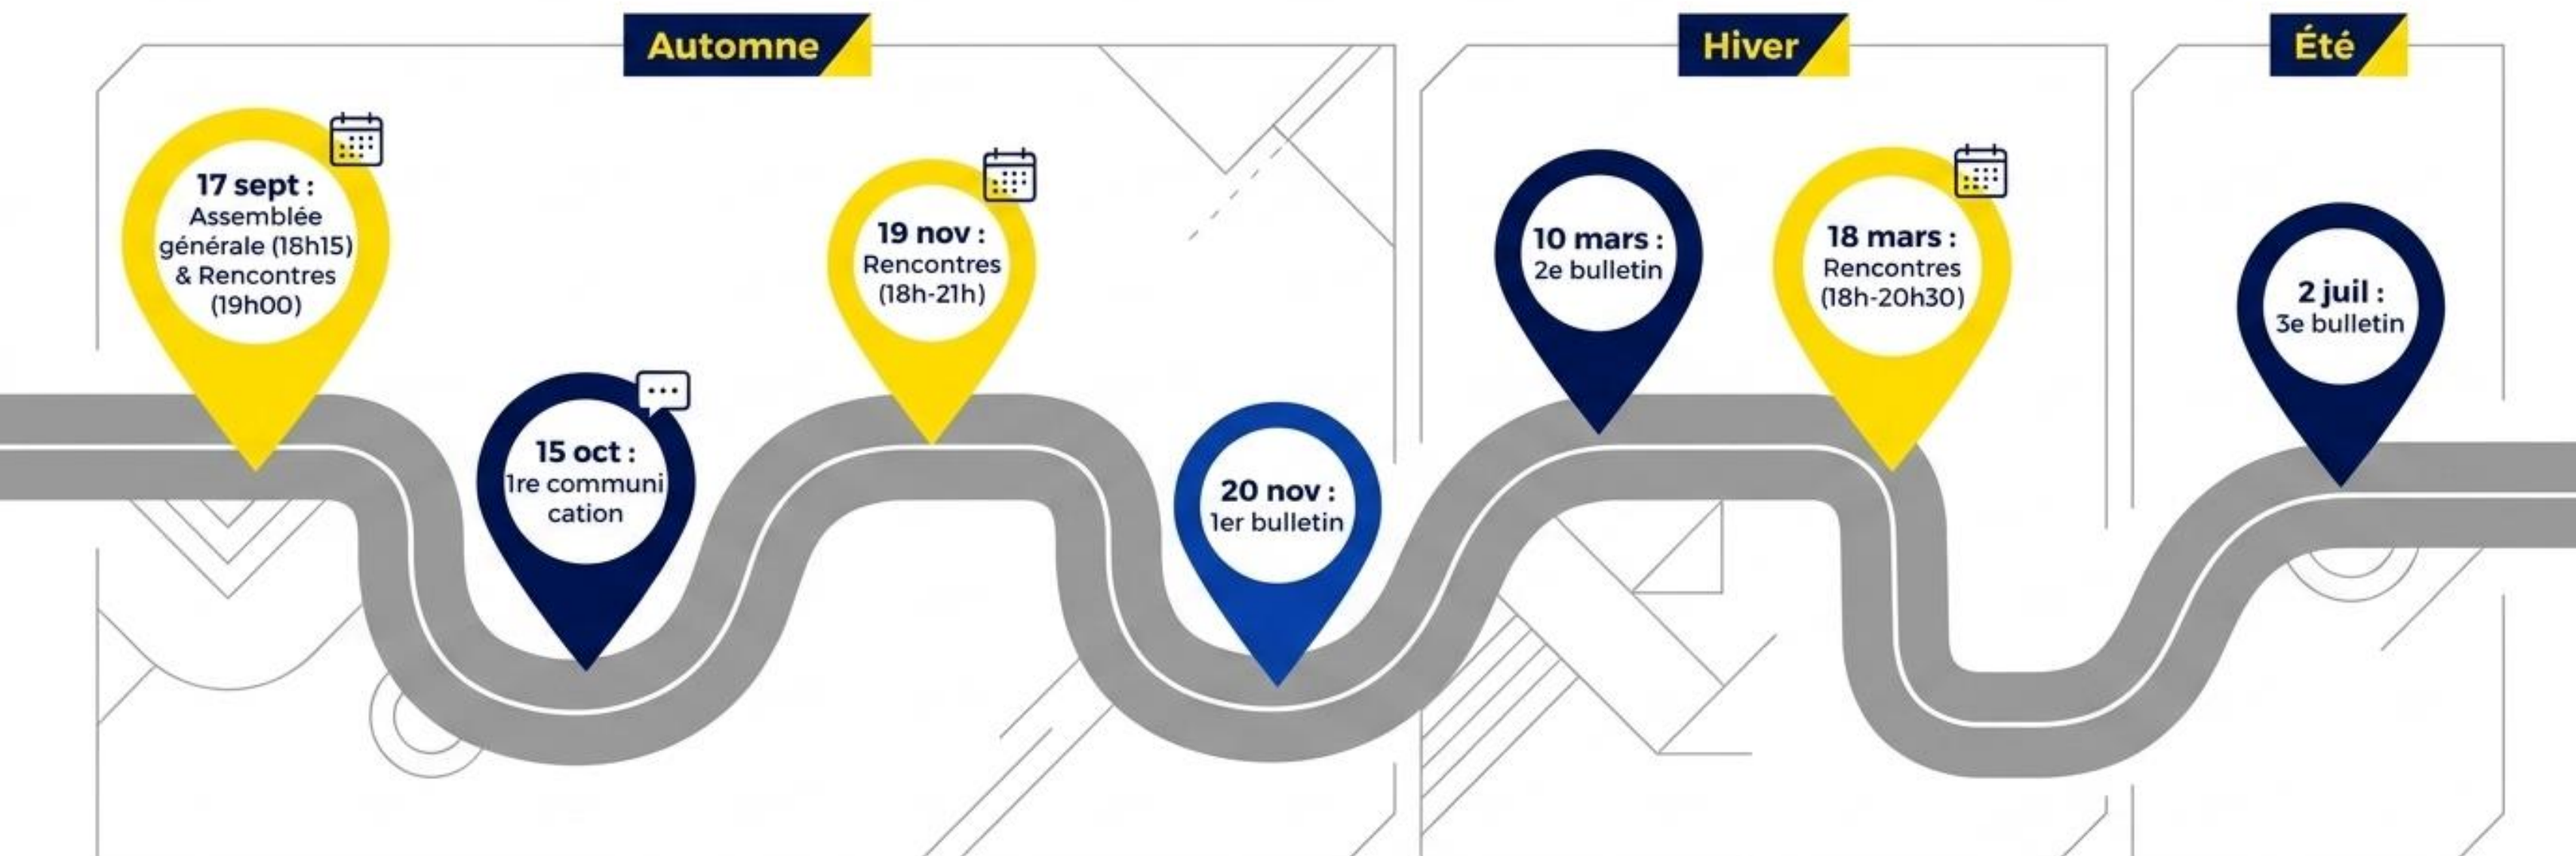 Automne
17 sept :
Assemblée
générale (18h15)
& Rencontres
(19h00)
15 oct :
1re communi
cation
19 nov :
Rencontres
(18h-21h)
20 nov :
1er bulletin
Hiver
10 mars :
2e bulletin
18 mars :
Rencontres
(18h-20h30)
Été
2 juil :
3e bulletin